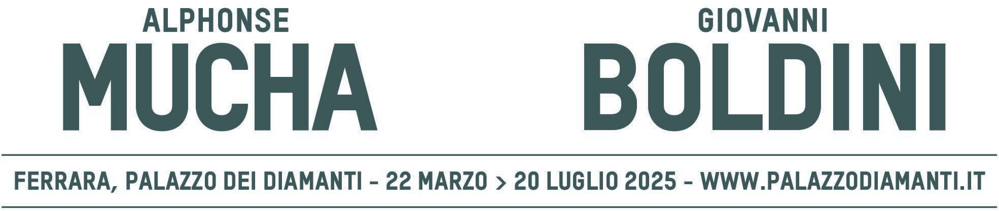 ALPHONSE
MUCHA
GIOVANNI
BOLDINI
FERRARA, PALAZZO DEI DIAMANTI - 22 MARZO > 20 LUGLIO 2025 - WWW.PALAZZODIAMANTI.IT